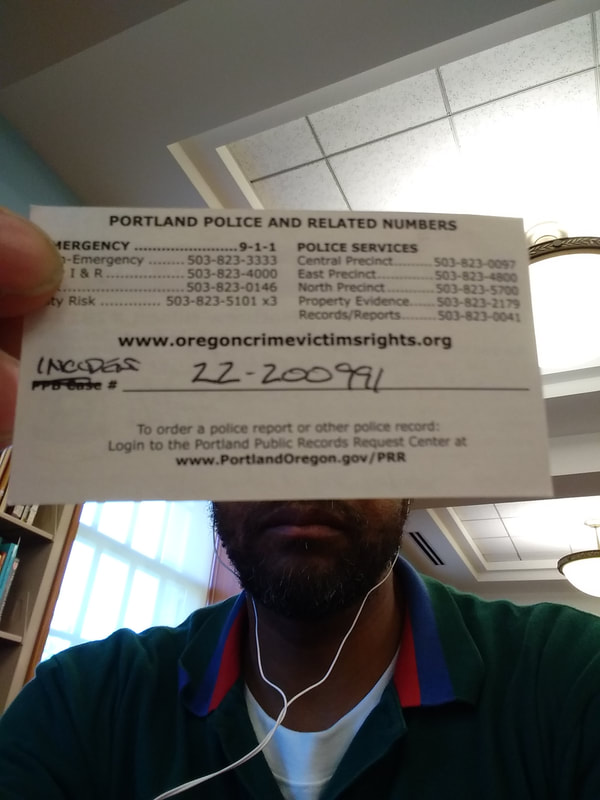 PORTLAND POLICE AND RELATED NUMBERS
MERGENCY ........................9-1-1
n-Emergency ........ 503-823-3333
I & R ................. 503-823-4000
..................... 503-823-0146
ty Risk ............ 503-823-5101 x3
POLICE SERVICES
Central Precinct....... 503-823-0097
East Precinct........... 503-823-4800
North Precinct......... 503-823-5700
Property Evidence... 503-823-2179
Records/Reports...... 503-823-0041
www.oregoncrimevictimsrights.org
PPB Case # 22-200991
To order a police report or other police record:
Login to the Portland Public Records Request Center at
www.PortlandOregon.gov/PRR